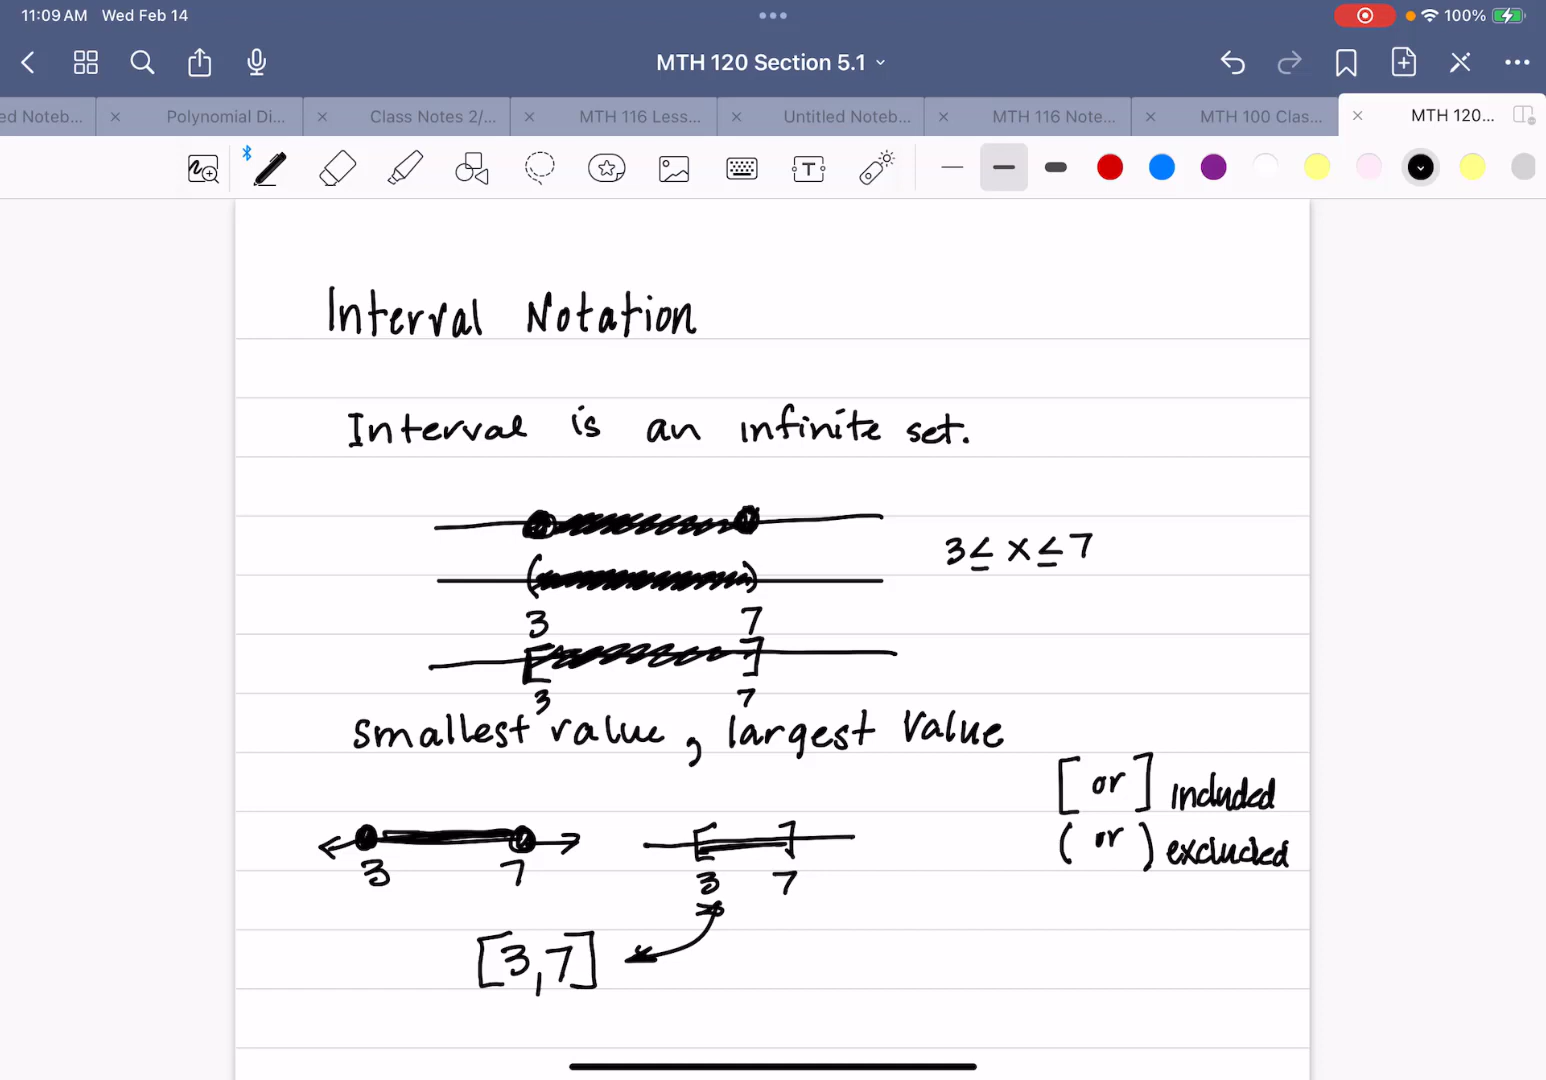 11:09 AM Wed Feb 14
100%
MTH 120 Section 5.1
ed Noteb...
Polynomial Di...
Class Notes 2/...
MTH 116 Less...
Untitled Noteb...
MTH 116 Note...
MTH 100 Clas...
MTH 120...
T
Interval Notation
Interval is an infinite set.
3 ≤ x ≤ 7
( )
3 7
[ ]
3 7
smallest value, largest value
[ or ] included
( or ) excluded
3 7
[ ]
3 7
[3,7]